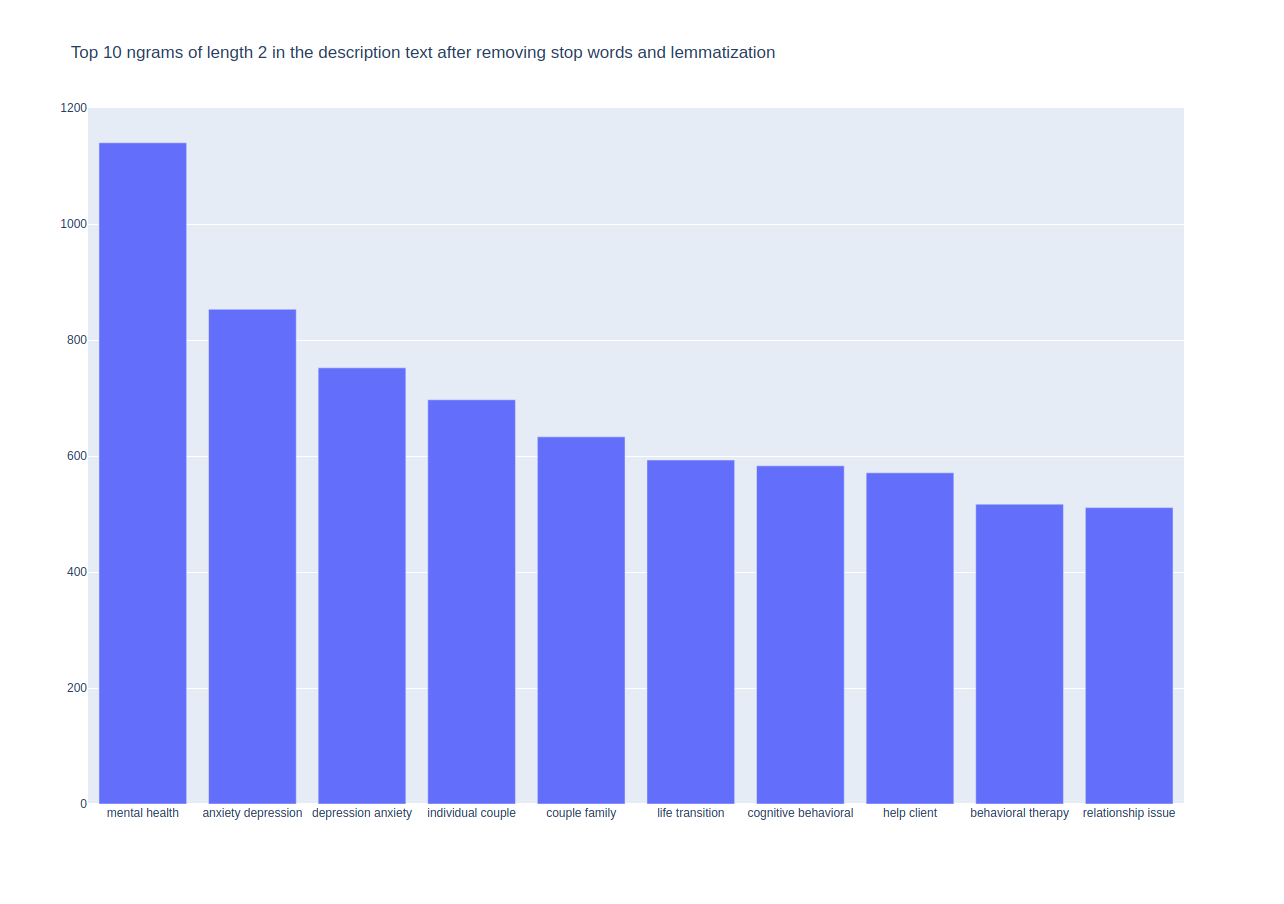 Top 10 ngrams of length 2 in the description text after removing stop words and lemmatization
1200
1000
800
600
400
200
0
mental health
anxiety depression
depression anxiety
individual couple
couple family
life transition
cognitive behavioral
help client
behavioral therapy
relationship issue